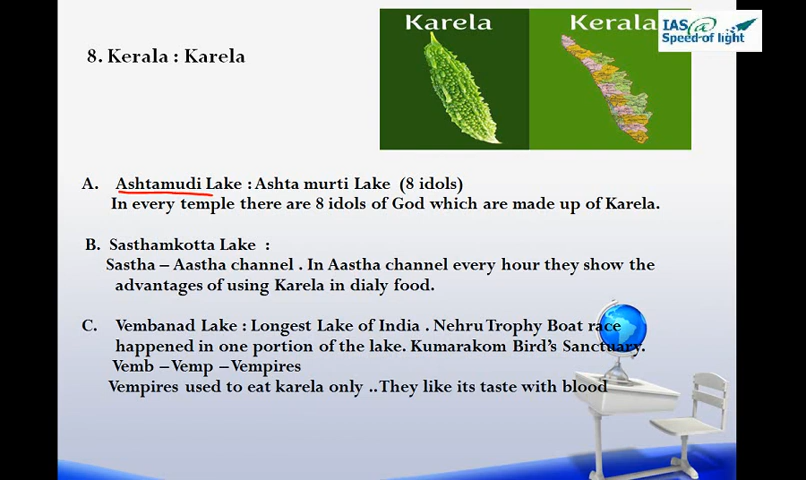 Karela
Kerala
IAS@
Speed of light
8. Kerala : Karela
A. Ashtamudi Lake : Ashta murti Lake (8 idols)
In every temple there are 8 idols of God which are made up of Karela.
B. Sasthamkotta Lake :
Sastha – Aastha channel . In Aastha channel every hour they show the
advantages of using Karela in dialy food.
C. Vembanad Lake : Longest Lake of India . Nehru Trophy Boat race
happened in one portion of the lake. Kumarakom Bird's Sanctuary.
Vemb – Vemp – Vempires
Vempires used to eat karela only ..They like its taste with blood